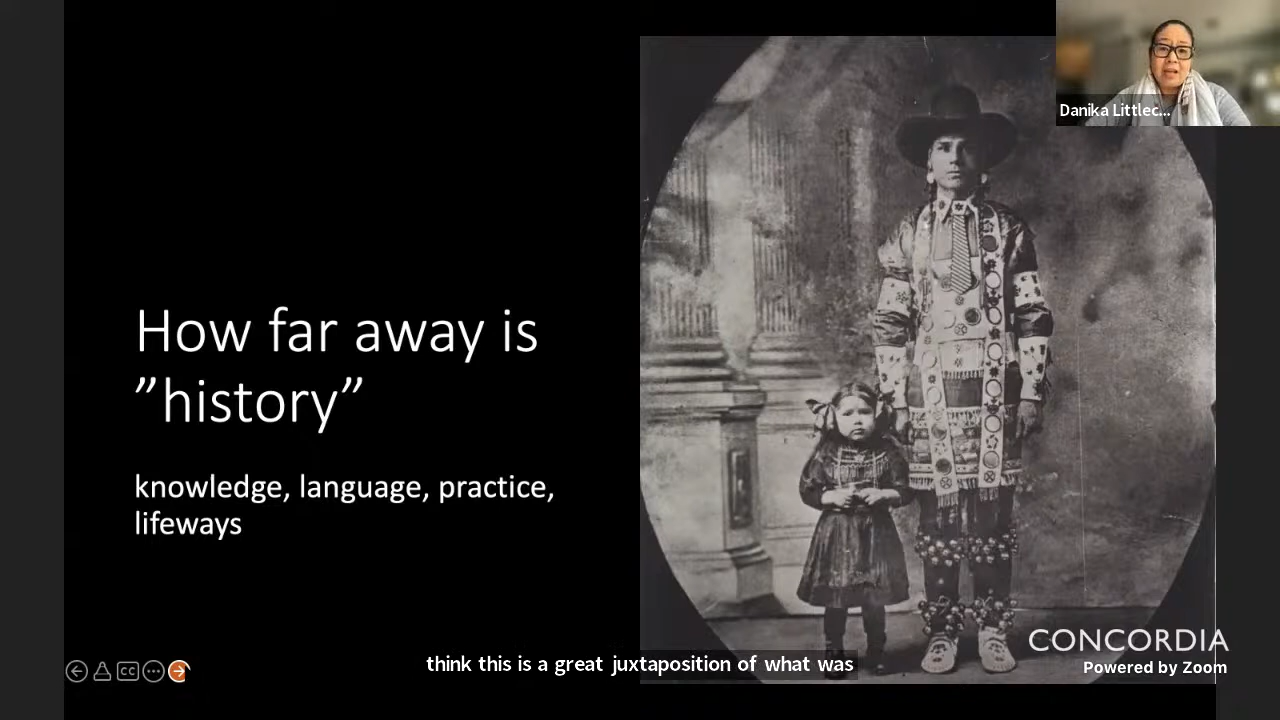 Danika Littlec...
How far away is
”history”
knowledge, language, practice,
lifeways
CC
think this is a great juxtaposition of what was
CONCORDIA
Powered by Zoom